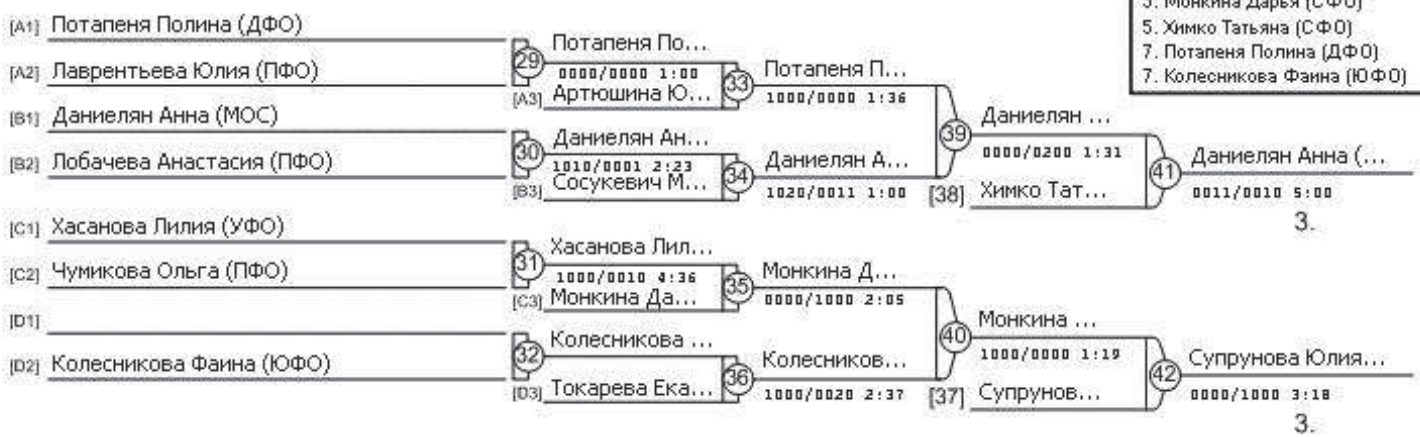 5. Монкина Дарья (СФО)
5. Химко Татьяна (СФО)
7. Потапеня Полина (ДФО)
7. Колесникова Фаина (ЮФО)
[A1] Потапеня Полина (ДФО)
[A2] Лаврентьева Юлия (ПФО)
[B1] Даниелян Анна (МОС)
[B2] Лобачева Анастасия (ПФО)
[C1] Хасанова Лилия (УФО)
[C2] Чумикова Ольга (ПФО)
[D1]
[D2] Колесникова Фаина (ЮФО)
29 Потапеня По...
0000/0000 1:00
[A3] Артюшина Ю...
30 Даниелян Ан...
1010/0001 2:23
[B3] Сосукевич М...
31 Хасанова Лил...
1000/0010 4:36
[C3] Монкина Да...
32 Колесникова ...
[D3] Токарева Ека...
33 Потапеня П...
1000/0000 1:36
34 Даниелян А...
1020/0011 1:00
35 Монкина Д...
0000/1000 2:05
36 Колесников...
1000/0020 2:37
39 Даниелян ...
0000/0200 1:31
[38] Химко Тат...
40 Монкина ...
1000/0000 1:19
[37] Супрунов...
41 Даниелян Анна (...
0011/0010 5:00
3.
42 Супрунова Юлия...
0000/1000 3:18
3.